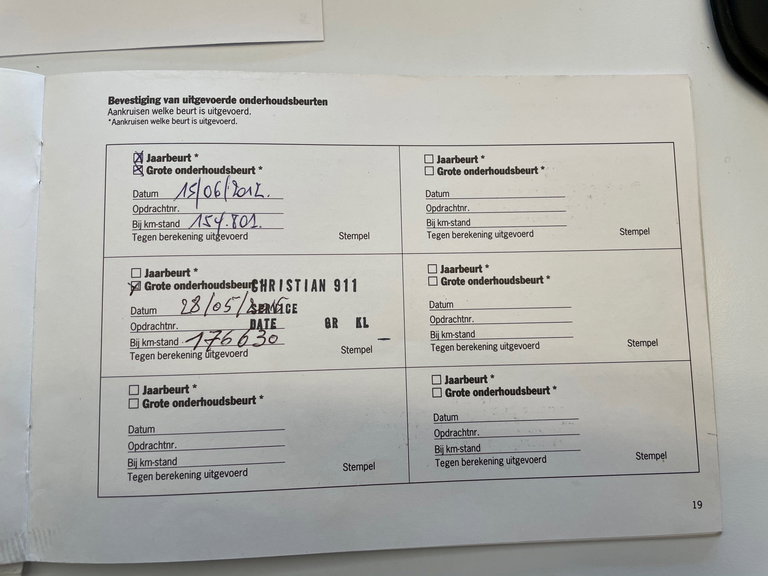 Bevestiging van uitgevoerde onderhoudsbeurten
Aankruisen welke beurt is uitgevoerd.
*Aankruisen welke beurt is uitgevoerd.
Jaarbeurt *
Grote onderhoudsbeurt *
Datum 15/06/2012.
Opdrachtnr.
Bij km-stand 154.801.
Tegen berekening uitgevoerd Stempel
Jaarbeurt *
Grote onderhoudsbeurt *
Datum
Opdrachtnr.
Bij km-stand
Tegen berekening uitgevoerd Stempel
Jaarbeurt *
Grote onderhoudsbeurt CHRISTIAN 911
Datum 28/05/ SERVICE
Opdrachtnr. DATE GR KL
Bij km-stand 176630
Tegen berekening uitgevoerd Stempel
Jaarbeurt *
Grote onderhoudsbeurt *
Datum
Opdrachtnr.
Bij km-stand
Tegen berekening uitgevoerd Stempel
Jaarbeurt *
Grote onderhoudsbeurt *
Datum
Opdrachtnr.
Bij km-stand
Tegen berekening uitgevoerd Stempel
Jaarbeurt *
Grote onderhoudsbeurt *
Datum
Opdrachtnr.
Bij km-stand
Tegen berekening uitgevoerd Stempel
19